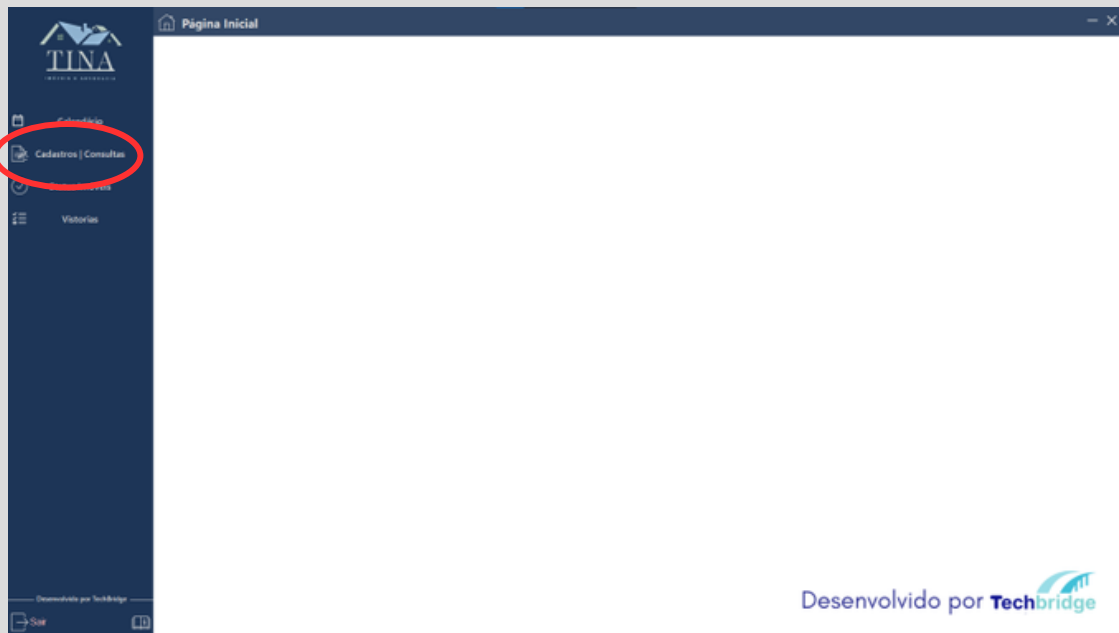 TINA
Página Inicial
Calendário
Cadastros | Consultas
Vistorias
Desenvolvido por TechBridge
Sair
Desenvolvido por Techbridge